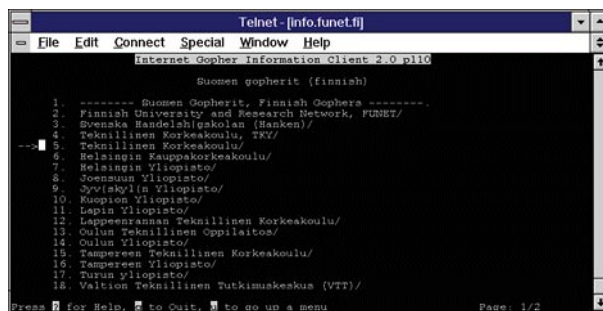 Telnet - [info.funet.fi]
File Edit Connect Special Window Help
Internet Gopher Information Client 2.0 pl10
Suomen gopherit (finnish)
1. -------- Suomen Gopherit, Finnish Gophers --------.
2. Finnish University and Research Network, FUNET/
3. Svenska Handelsh|gskolan (Hanken)/
4. Teknillinen Korkeakoulu, TKY/
--> 5. Teknillinen Korkeakoulu/
6. Helsingin Kauppakorkeakoulu/
7. Helsingin Yliopisto/
8. Joensuun Yliopisto/
9. Jyv{skyl{n Yliopisto/
10. Kuopion Yliopisto/
11. Lapin Yliopisto/
12. Lappeenrannan Teknillinen Korkeakoulu/
13. Oulun Teknillinen Oppilaitos/
14. Oulun Yliopisto/
15. Tampereen Teknillinen Korkeakoulu/
16. Tampereen Yliopisto/
17. Turun yliopisto/
18. Valtion Teknillinen Tutkimuskeskus (VTT)/
Press ? for Help, q to Quit, u to go up a menu Page: 1/2